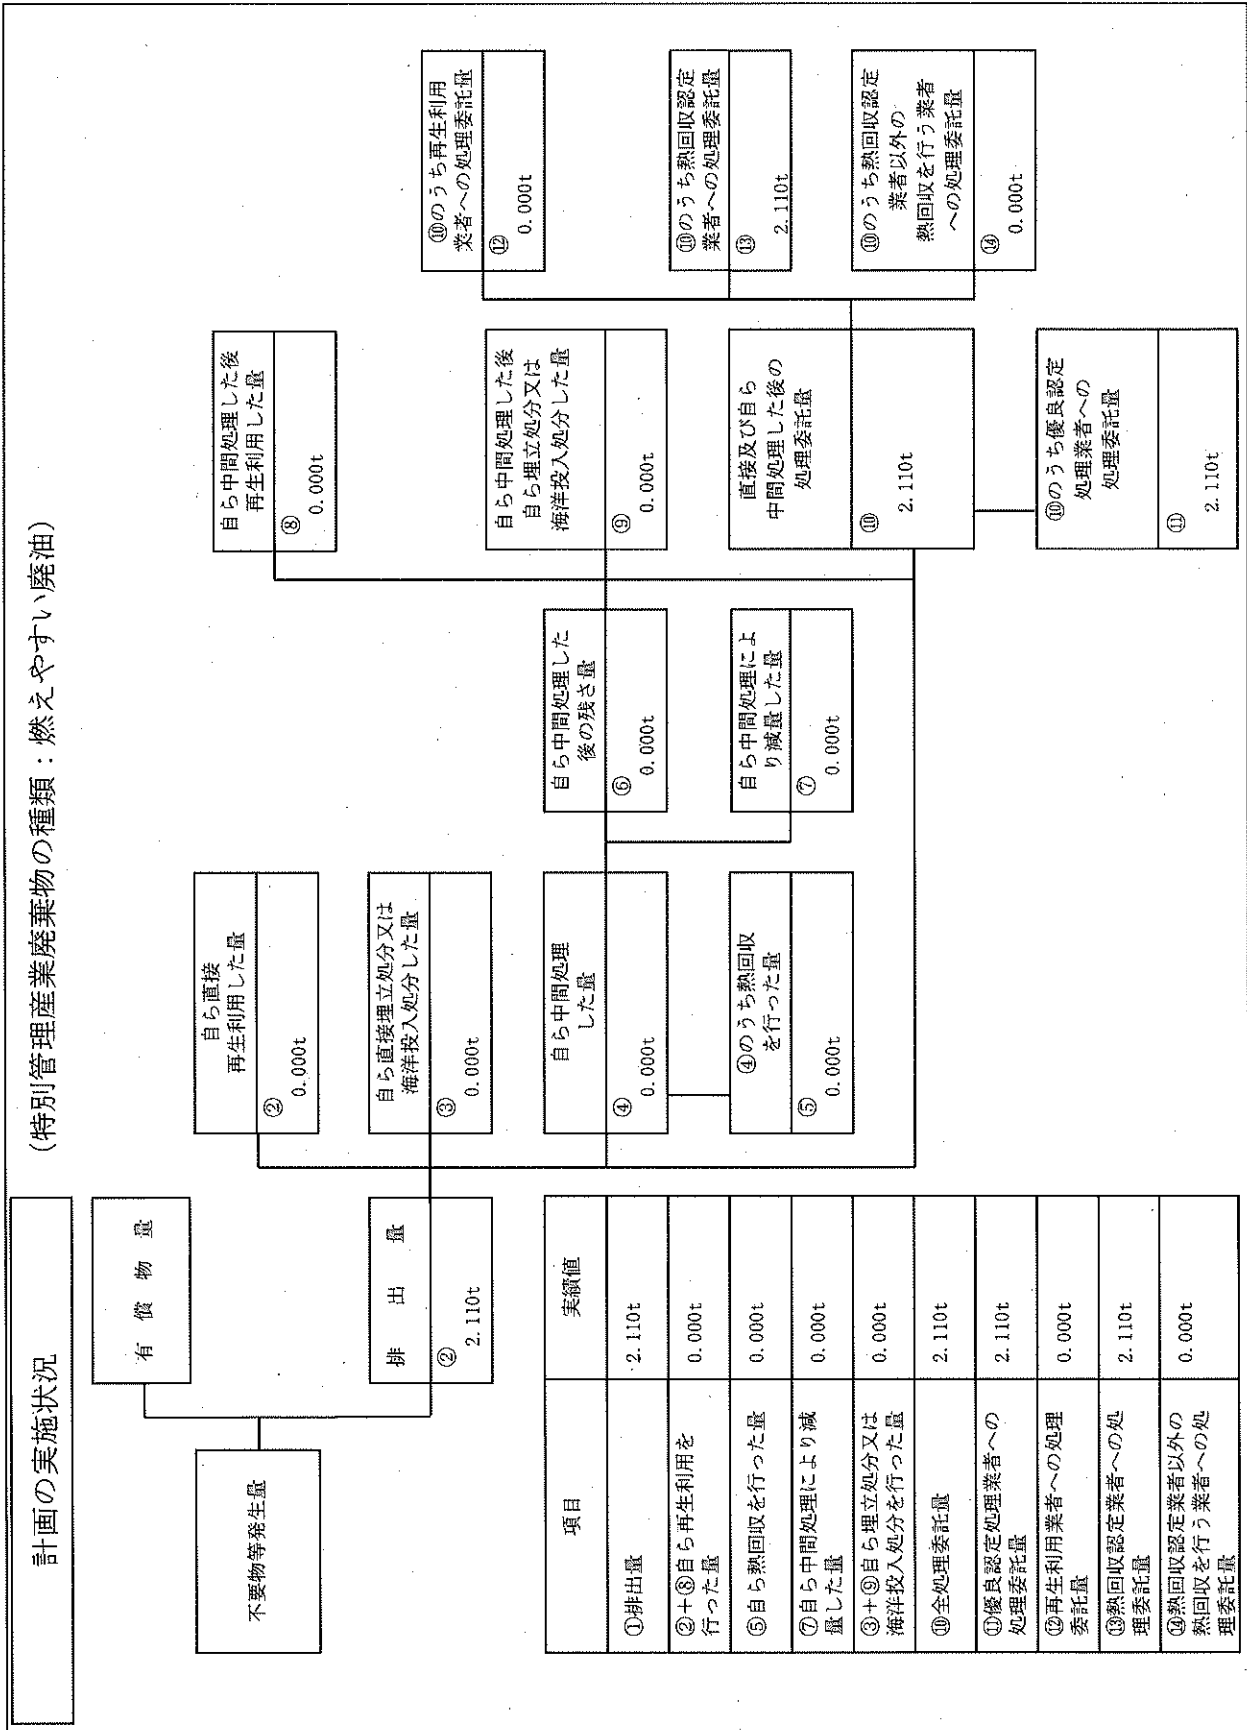 計画の実施状況
(特別管理産業廃棄物の種類：燃えやすい廃油)
不要物等発生量
有償物量
排出量
② 2.110t
自ら直接
再生利用した量
② 0.000t
自ら直接埋立処分又は
海洋投入処分した量
③ 0.000t
自ら中間処理
した量
④ 0.000t
④のうち熱回収
を行った量
⑤ 0.000t
自ら中間処理した
後の残さ量
⑥ 0.000t
自ら中間処理によ
り減量した量
⑦ 0.000t
自ら中間処理した後
再生利用した量
⑧ 0.000t
自ら中間処理した後
自ら埋立処分又は
海洋投入処分した量
⑨ 0.000t
直接及び自ら
中間処理した後の
処理委託量
⑩ 2.110t
⑩のうち優良認定
処理業者への
処理委託量
⑪ 2.110t
⑩のうち再生利用
業者への処理委託量
⑫ 0.000t
⑩のうち熱回収認定
業者への処理委託量
⑬ 2.110t
⑩のうち熱回収認定
業者以外の
熱回収を行う業者
への処理委託量
⑭ 0.000t
項目 実績値
①排出量 2.110t
②+⑧自ら再生利用を
行った量 0.000t
⑤自ら熱回収を行った量 0.000t
⑦自ら中間処理により減
量した量 0.000t
③+⑨自ら埋立処分又は
海洋投入処分を行った量 0.000t
⑩全処理委託量 2.110t
⑪優良認定処理業者への
処理委託量 2.110t
⑫再生利用業者への処理
委託量 0.000t
⑬熱回収認定業者への処
理委託量 2.110t
⑭熱回収認定業者以外の
熱回収を行う業者への処
理委託量 0.000t